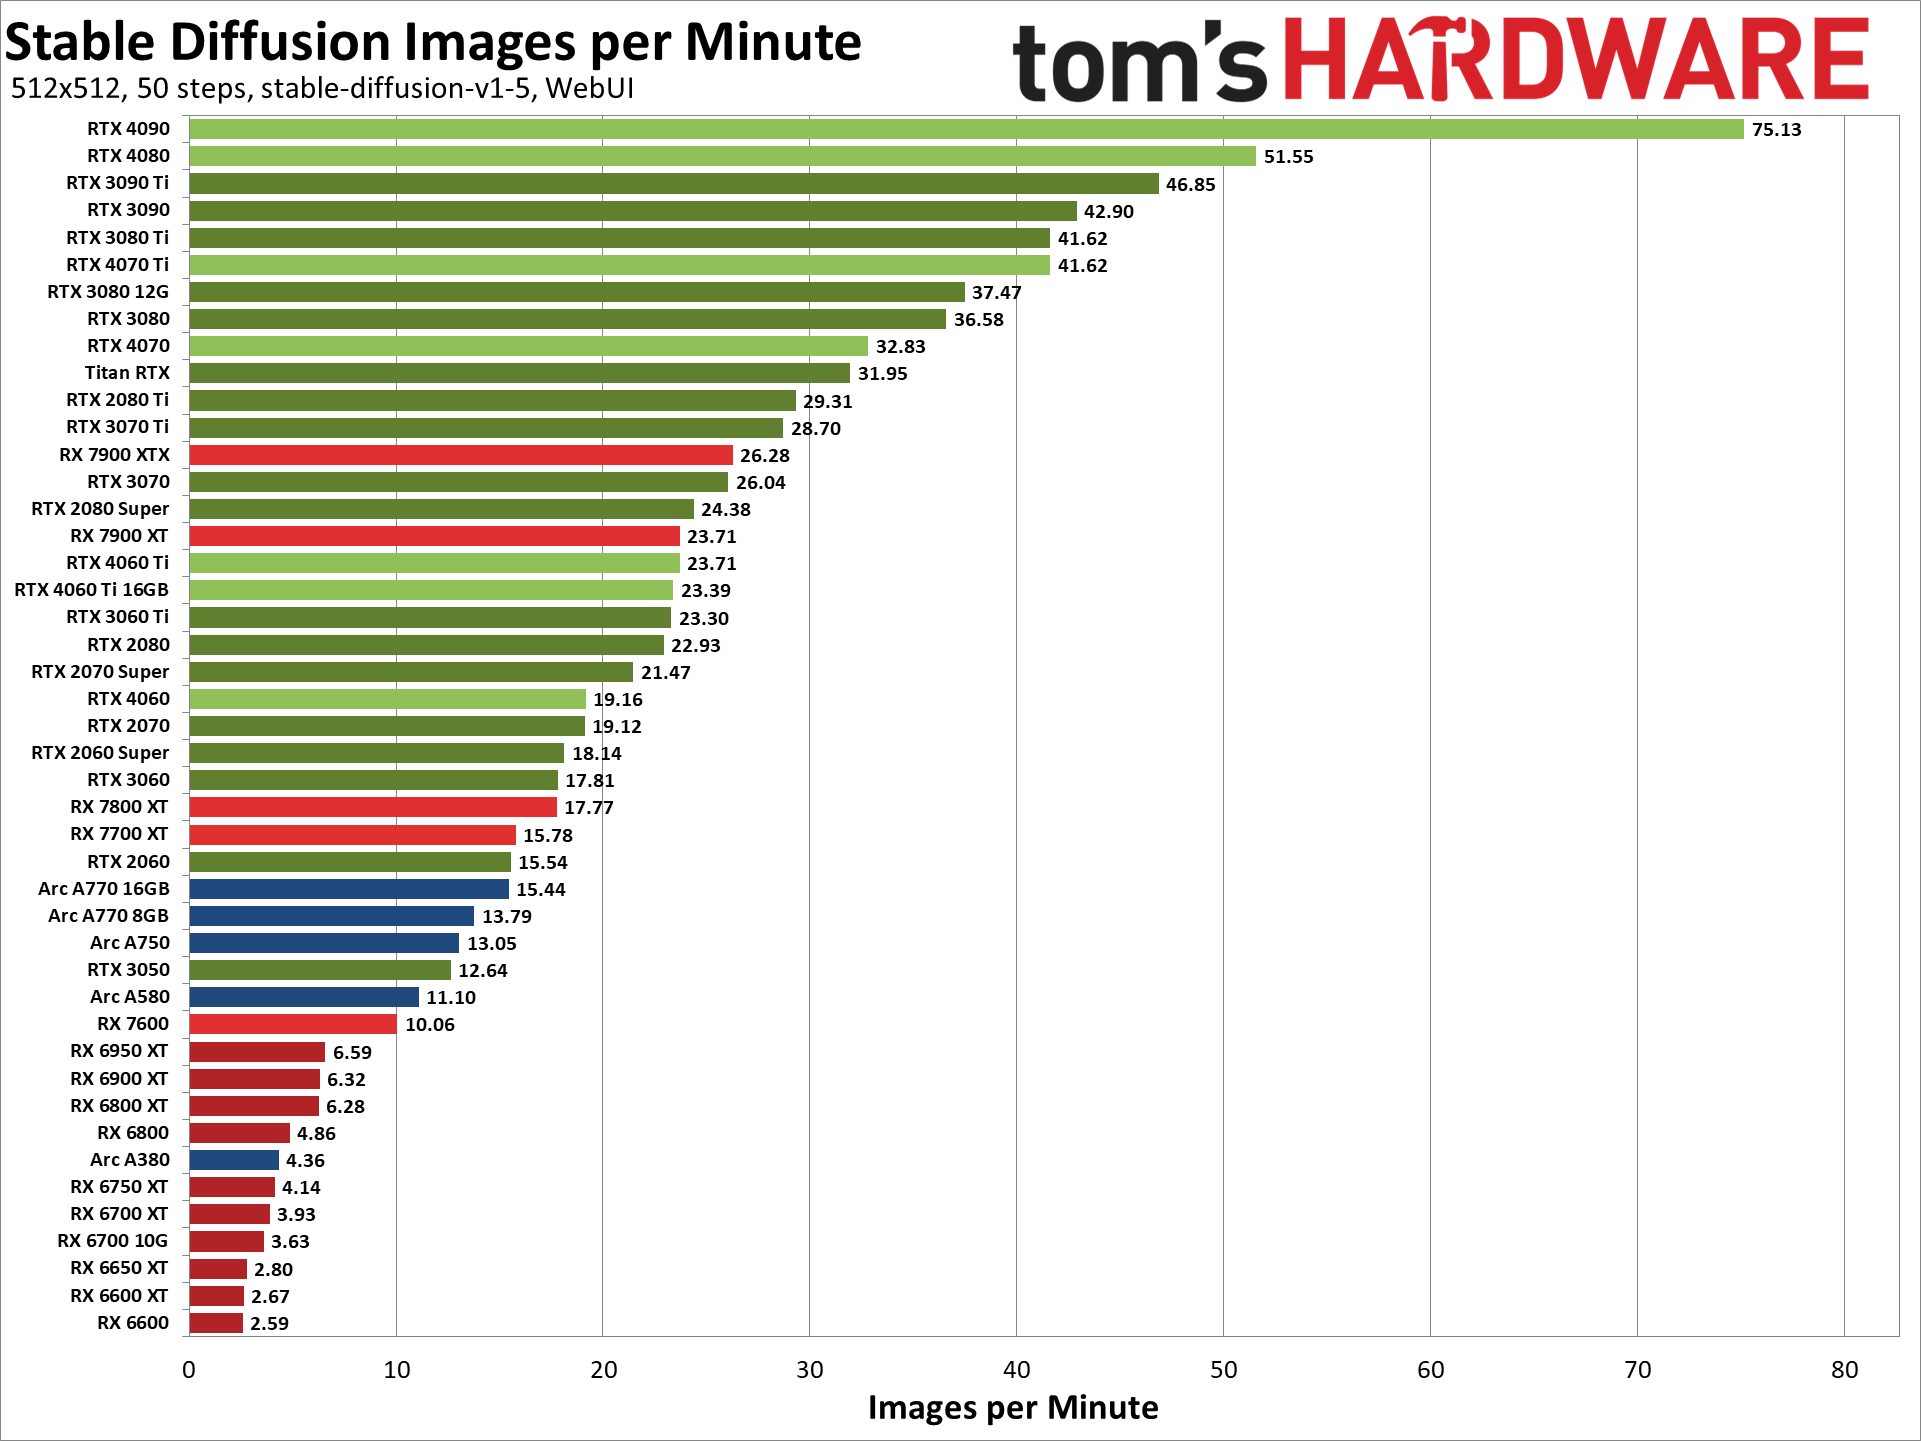 Stable Diffusion Images per Minute
512x512, 50 steps, stable-diffusion-v1-5, WebUI
tom's HARDWARE
RTX 4090 75.13
RTX 4080 51.55
RTX 3090 Ti 46.85
RTX 3090 42.90
RTX 3080 Ti 41.62
RTX 4070 Ti 41.62
RTX 3080 12G 37.47
RTX 3080 36.58
RTX 4070 32.83
Titan RTX 31.95
RTX 2080 Ti 29.31
RTX 3070 Ti 28.70
RX 7900 XTX 26.28
RTX 3070 26.04
RTX 2080 Super 24.38
RX 7900 XT 23.71
RTX 4060 Ti 23.71
RTX 4060 Ti 16GB 23.39
RTX 3060 Ti 23.30
RTX 2080 22.93
RTX 2070 Super 21.47
RTX 4060 19.16
RTX 2070 19.12
RTX 2060 Super 18.14
RTX 3060 17.81
RX 7800 XT 17.77
RX 7700 XT 15.78
RTX 2060 15.54
Arc A770 16GB 15.44
Arc A770 8GB 13.79
Arc A750 13.05
RTX 3050 12.64
Arc A580 11.10
RX 7600 10.06
RX 6950 XT 6.59
RX 6900 XT 6.32
RX 6800 XT 6.28
RX 6800 4.86
Arc A380 4.36
RX 6750 XT 4.14
RX 6700 XT 3.93
RX 6700 10G 3.63
RX 6650 XT 2.80
RX 6600 XT 2.67
RX 6600 2.59
0 10 20 30 40 50 60 70 80
Images per Minute